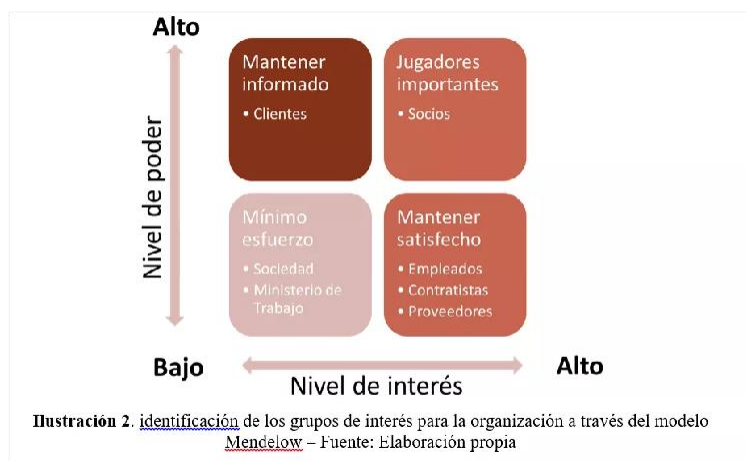 Alto
Nivel de poder
Mantener
informado
• Clientes
Jugadores
importantes
• Socios
Mínimo
esfuerzo
• Sociedad
• Ministerio de
Trabajo
Mantener
satisfecho
• Empleados
• Contratistas
• Proveedores
Bajo
Nivel de interés
Alto
Ilustración 2. identificación de los grupos de interés para la organización a través del modelo
Mendelow – Fuente: Elaboración propia